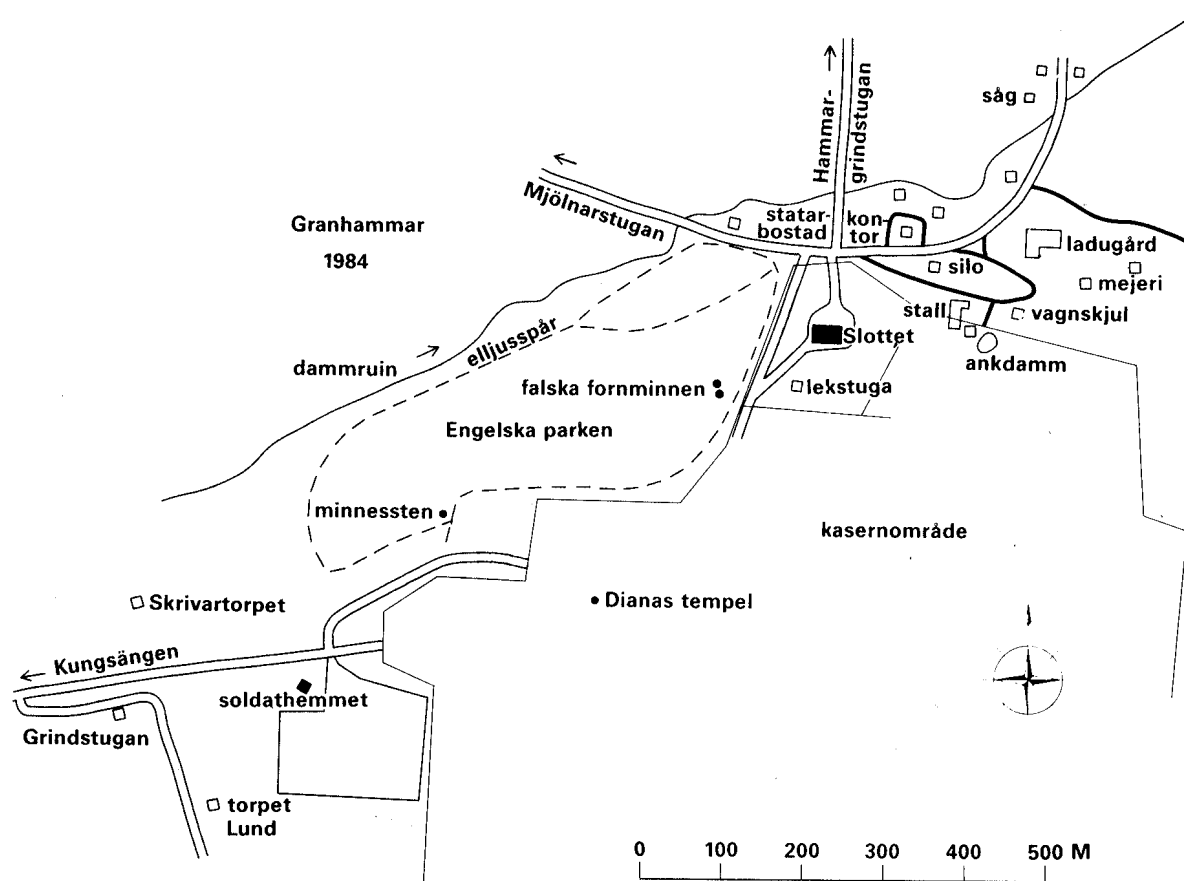 såg
Hammar-
grindstugan
Mjölnarstugan
Granhammar
1984
statar-
bostad
kon-
tor
ladugård
silo
mejeri
stall
vagnskjul
Slottet
ankdamm
elljusspår
dammruin
falska fornminnen
lekstuga
Engelska parken
minnessten
kasernområde
Dianas tempel
Skrivartorpet
Kungsängen
soldathemmet
Grindstugan
torpet
Lund
0 100 200 300 400 500 M